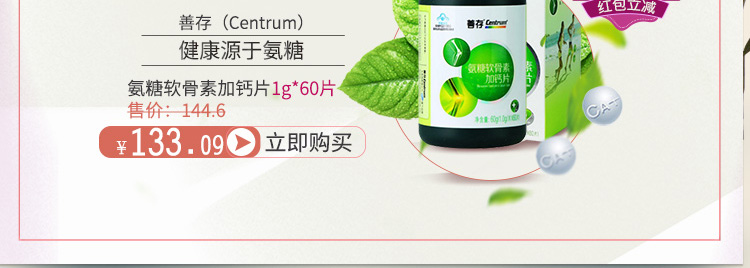 红包立减
善存（Centrum）
健康源于氨糖
氨糖软骨素加钙片1g*60片
售价：144.6
¥133.09
立即购买
善存 Centrum
氨糖软骨素
加钙片
素
片